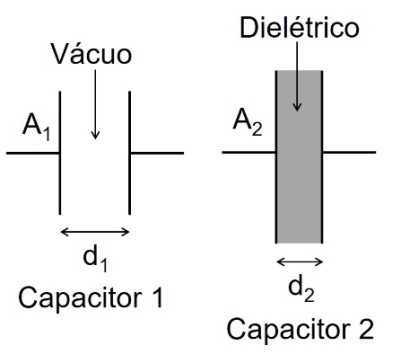 Vácuo
A₁
d₁
Capacitor 1
Dielétrico
A₂
d₂
Capacitor 2